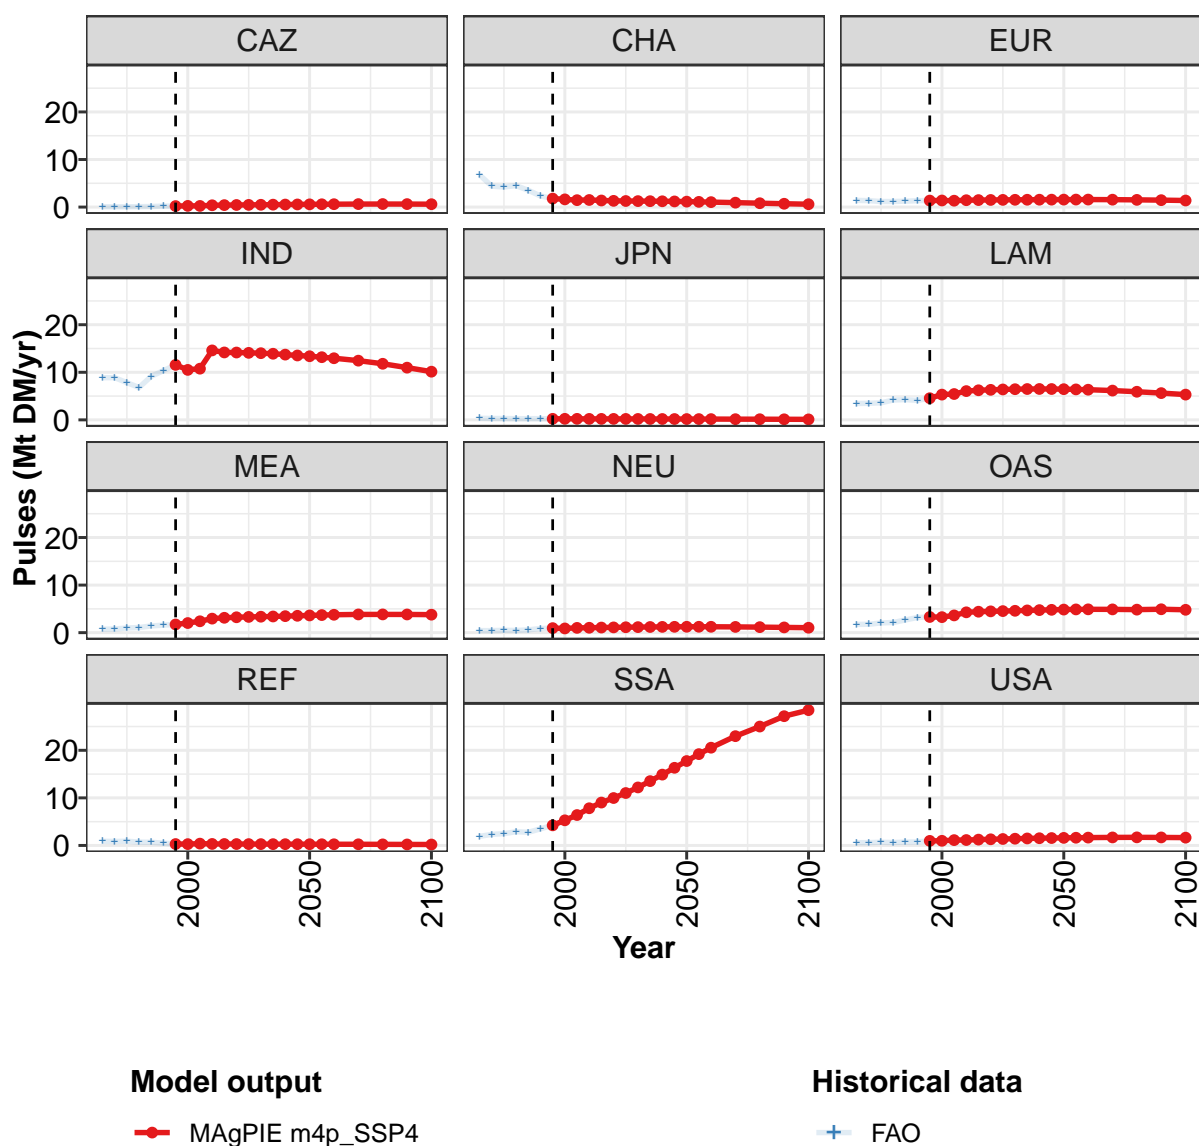 CAZ CHA EUR
20
10
0
IND JPN LAM
20
10
0
MEA NEU OAS
20
10
0
REF SSA USA
20
10
0
Pulses (Mt DM/yr)
2000 2050 2100 2000 2050 2100 2000 2050 2100
Year
Model output Historical data
MAgPIE m4p_SSP4 FAO